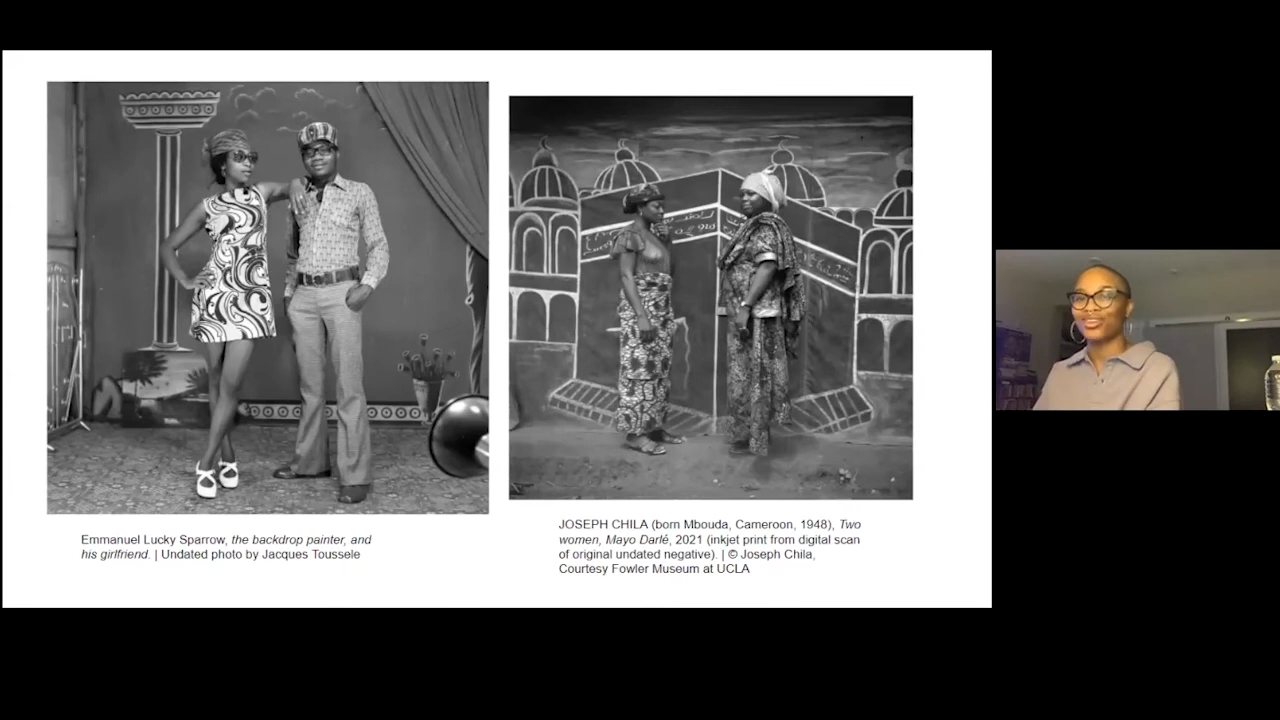 Emmanuel Lucky Sparrow, the backdrop painter, and
his girlfriend. | Undated photo by Jacques Toussele
JOSEPH CHILA (born Mbouda, Cameroon, 1948), Two
women, Mayo Darlé, 2021 (inkjet print from digital scan
of original undated negative). | © Joseph Chila,
Courtesy Fowler Museum at UCLA